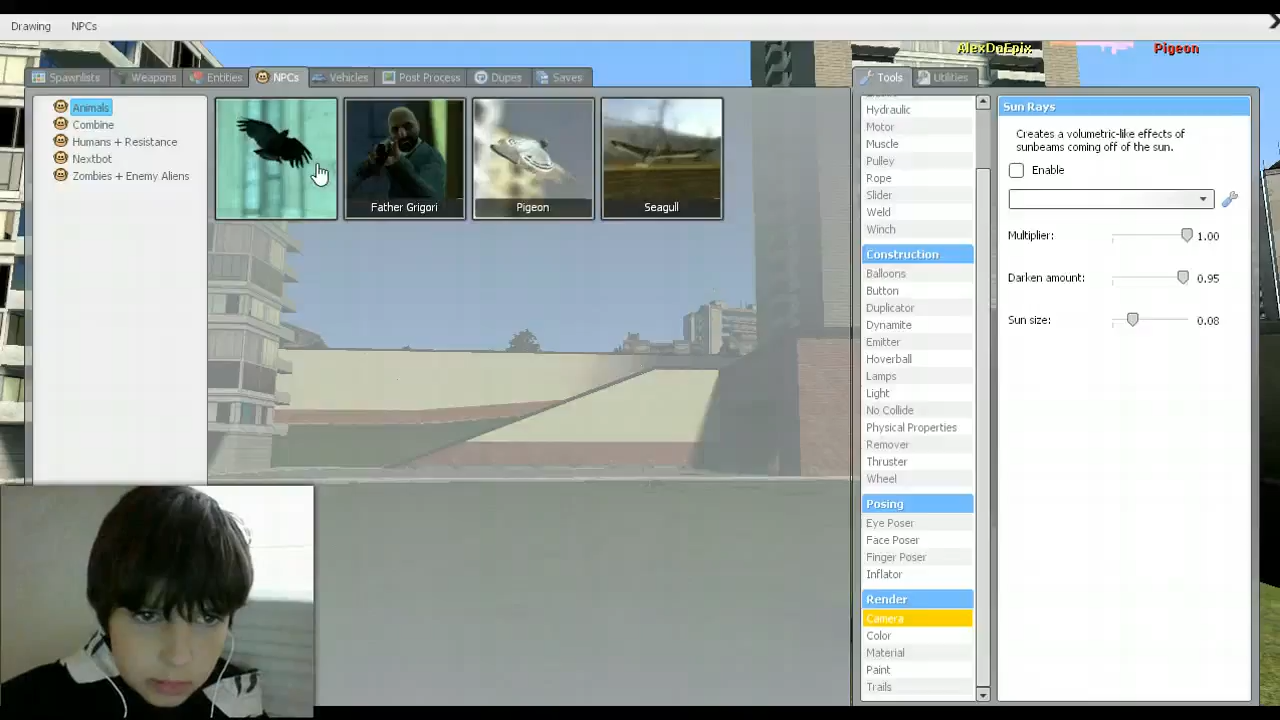 Drawing NPCs
AlexDaEpix Pigeon
Spawnlists Weapons Entities NPCs Vehicles Post Process Dupes Saves
Tools Utilities
Animals
Combine
Humans + Resistance
Nextbot
Zombies + Enemy Aliens
Father Grigori
Pigeon
Seagull
Hydraulic
Motor
Muscle
Pulley
Rope
Slider
Weld
Winch
Construction
Balloons
Button
Duplicator
Dynamite
Emitter
Hoverball
Lamps
Light
No Collide
Physical Properties
Remover
Thruster
Wheel
Posing
Eye Poser
Face Poser
Finger Poser
Inflator
Render
Camera
Color
Material
Paint
Trails
Sun Rays
Creates a volumetric-like effects of
sunbeams coming off of the sun.
Enable
Multiplier: 1.00
Darken amount: 0.95
Sun size: 0.08